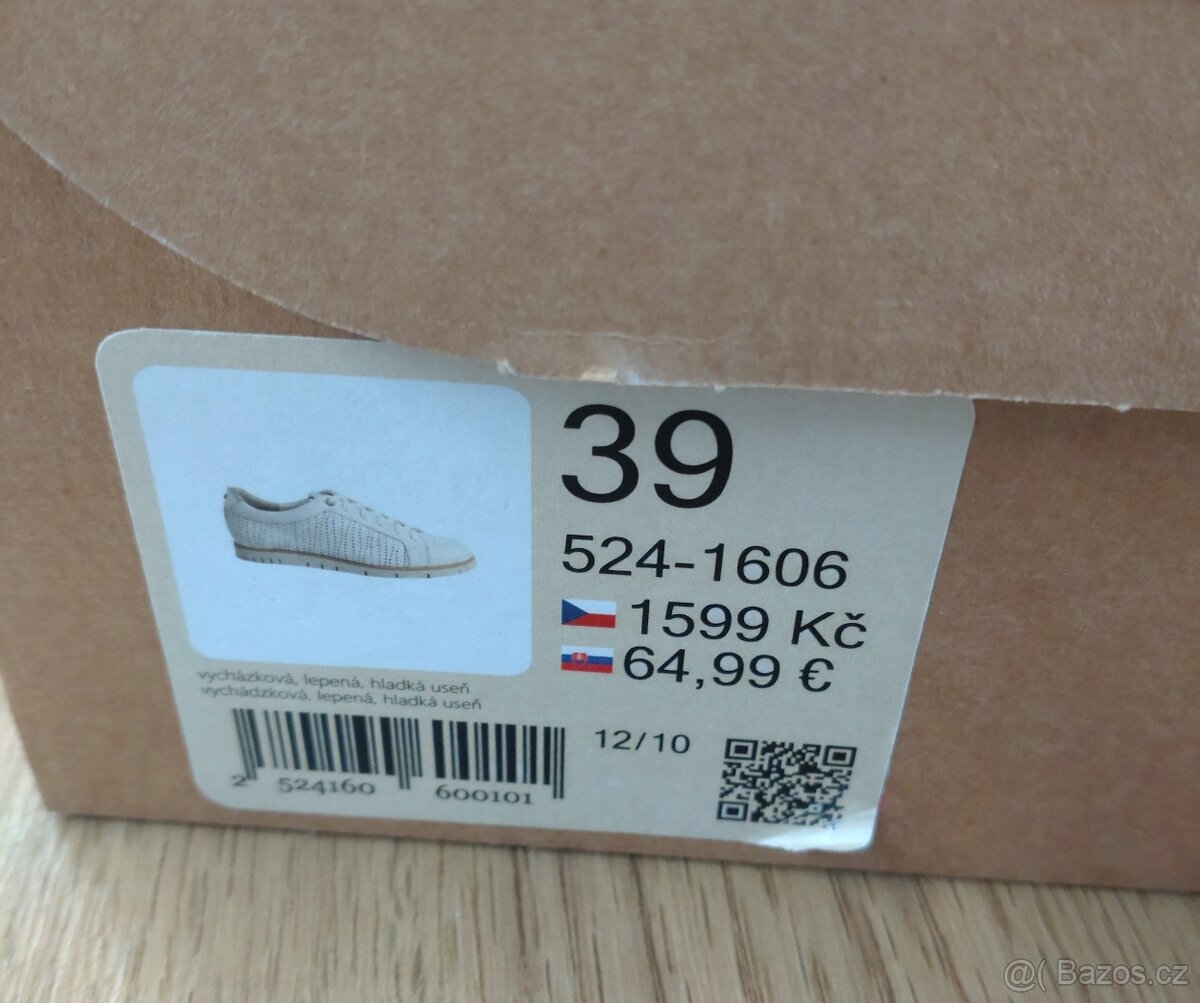 39
524-1606
1599 Kč
64,99 €
vycházková, lepená, hladká useň
vychádzková, lepená, hladká useň
12/10
2 524160 600101
@( Bazos.cz